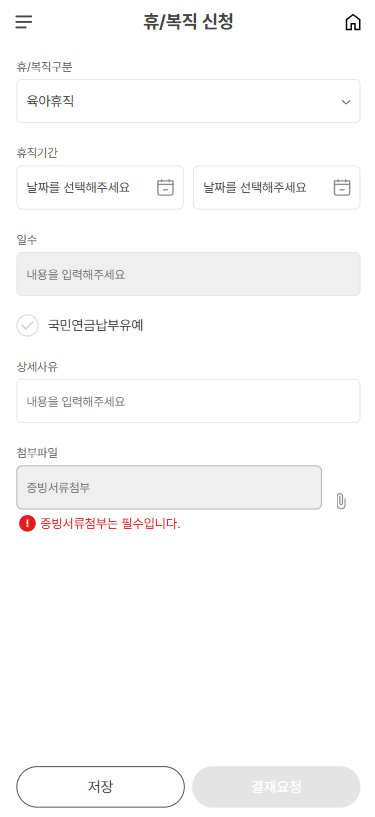 휴/복직 신청
휴/복직구분
육아휴직
휴직기간
날짜를 선택해주세요 날짜를 선택해주세요
일수
내용을 입력해주세요
국민연금납부유예
상세사유
내용을 입력해주세요
첨부파일
증빙서류첨부
증빙서류첨부는 필수입니다.
저장 결재요청